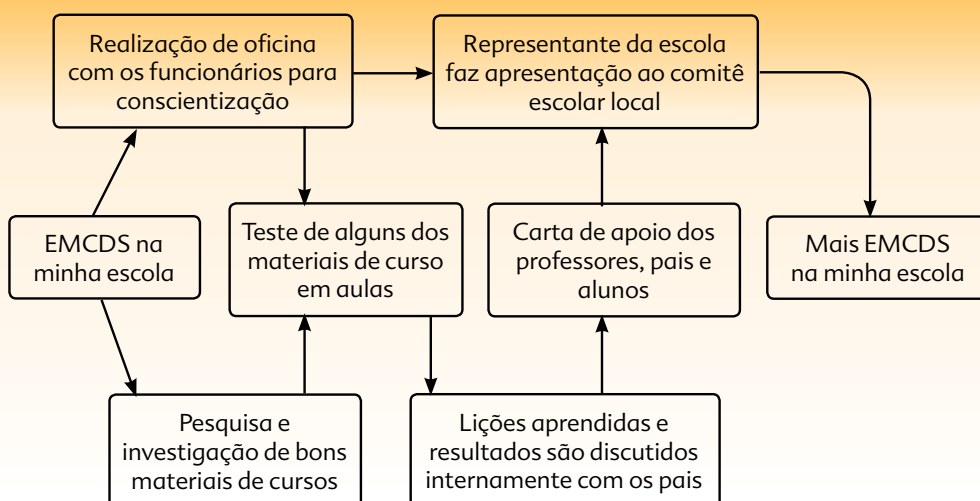 Realização de oficina
com os funcionários para
conscientização
Representante da escola
faz apresentação ao comitê
escolar local
EMCDS na
minha escola
Teste de alguns dos
materiais de curso
em aulas
Carta de apoio dos
professores, pais e
alunos
Mais EMCDS
na minha escola
Pesquisa e
investigação de bons
materiais de cursos
Lições aprendidas e
resultados são discutidos
internamente com os pais